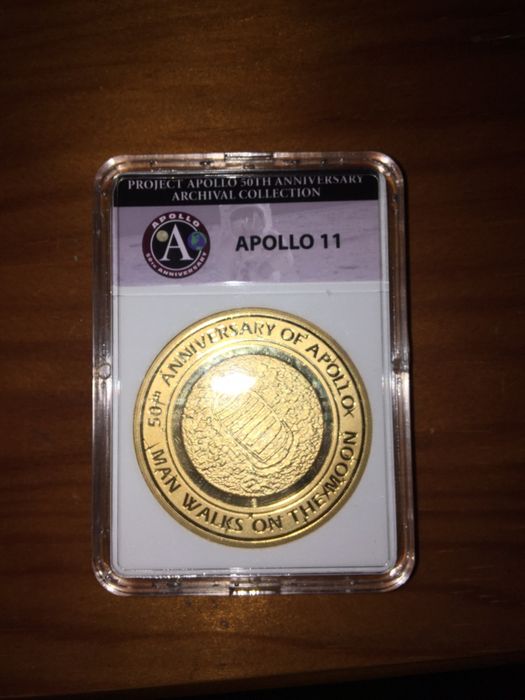 PROJECT APOLLO 50TH ANNIVERSARY
ARCHIVAL COLLECTION
APOLLO
A
50TH ANNIVERSARY
APOLLO 11
50th ANNIVERSARY OF APOLLO
MAN WALKS ON THE MOON